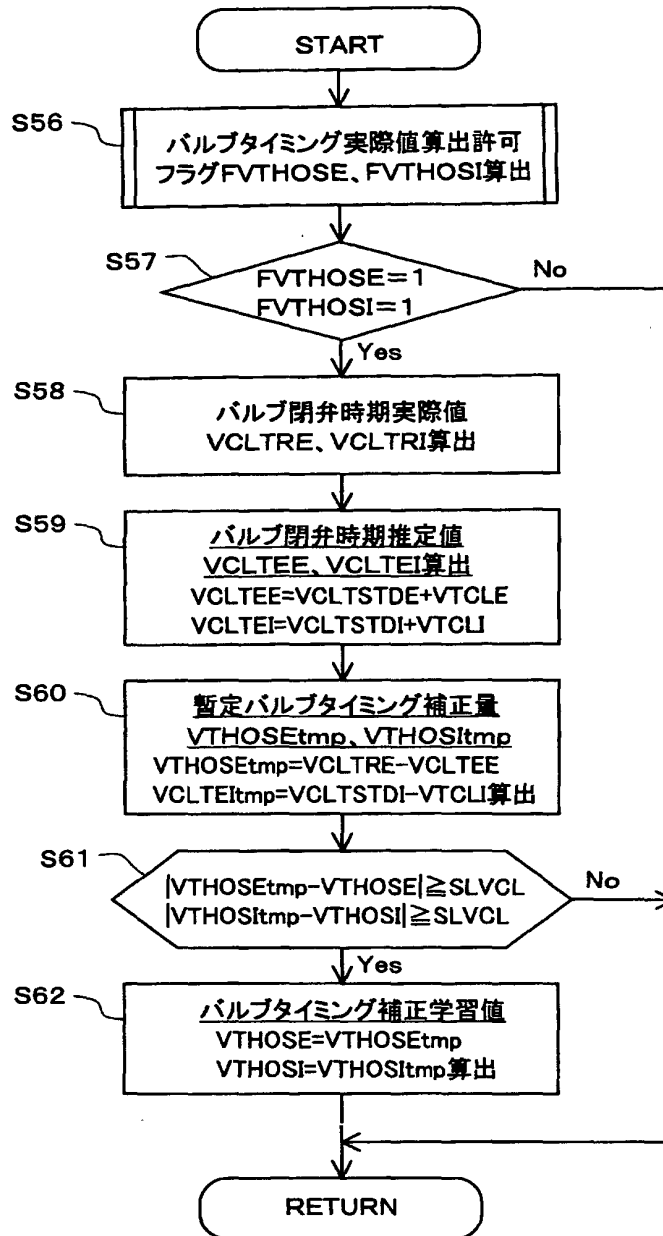 START
S56
バルブタイミング実際値算出許可
フラグFVTHOSE、FVTHOSI算出
S57
FVTHOSE=1
FVTHOSI=1
No
Yes
S58
バルブ閉弁時期実際値
VCLTRE、VCLTRI算出
S59
バルブ閉弁時期推定値
VCLTEE、VCLTEI算出
VCLTEE=VCLTSTDE+VTCLE
VCLTEI=VCLTSTDI+VTCLI
S60
暫定バルブタイミング補正量
VTHOSEtmp、VTHOSItmp
VTHOSEtmp=VCLTRE-VCLTEE
VCLTEItmp=VCLTSTDI-VTCLI算出
S61
|VTHOSEtmp-VTHOSE|≧SLVCL
|VTHOSItmp-VTHOSI|≧SLVCL
No
Yes
S62
バルブタイミング補正学習値
VTHOSE=VTHOSEtmp
VTHOSI=VTHOSItmp算出
RETURN